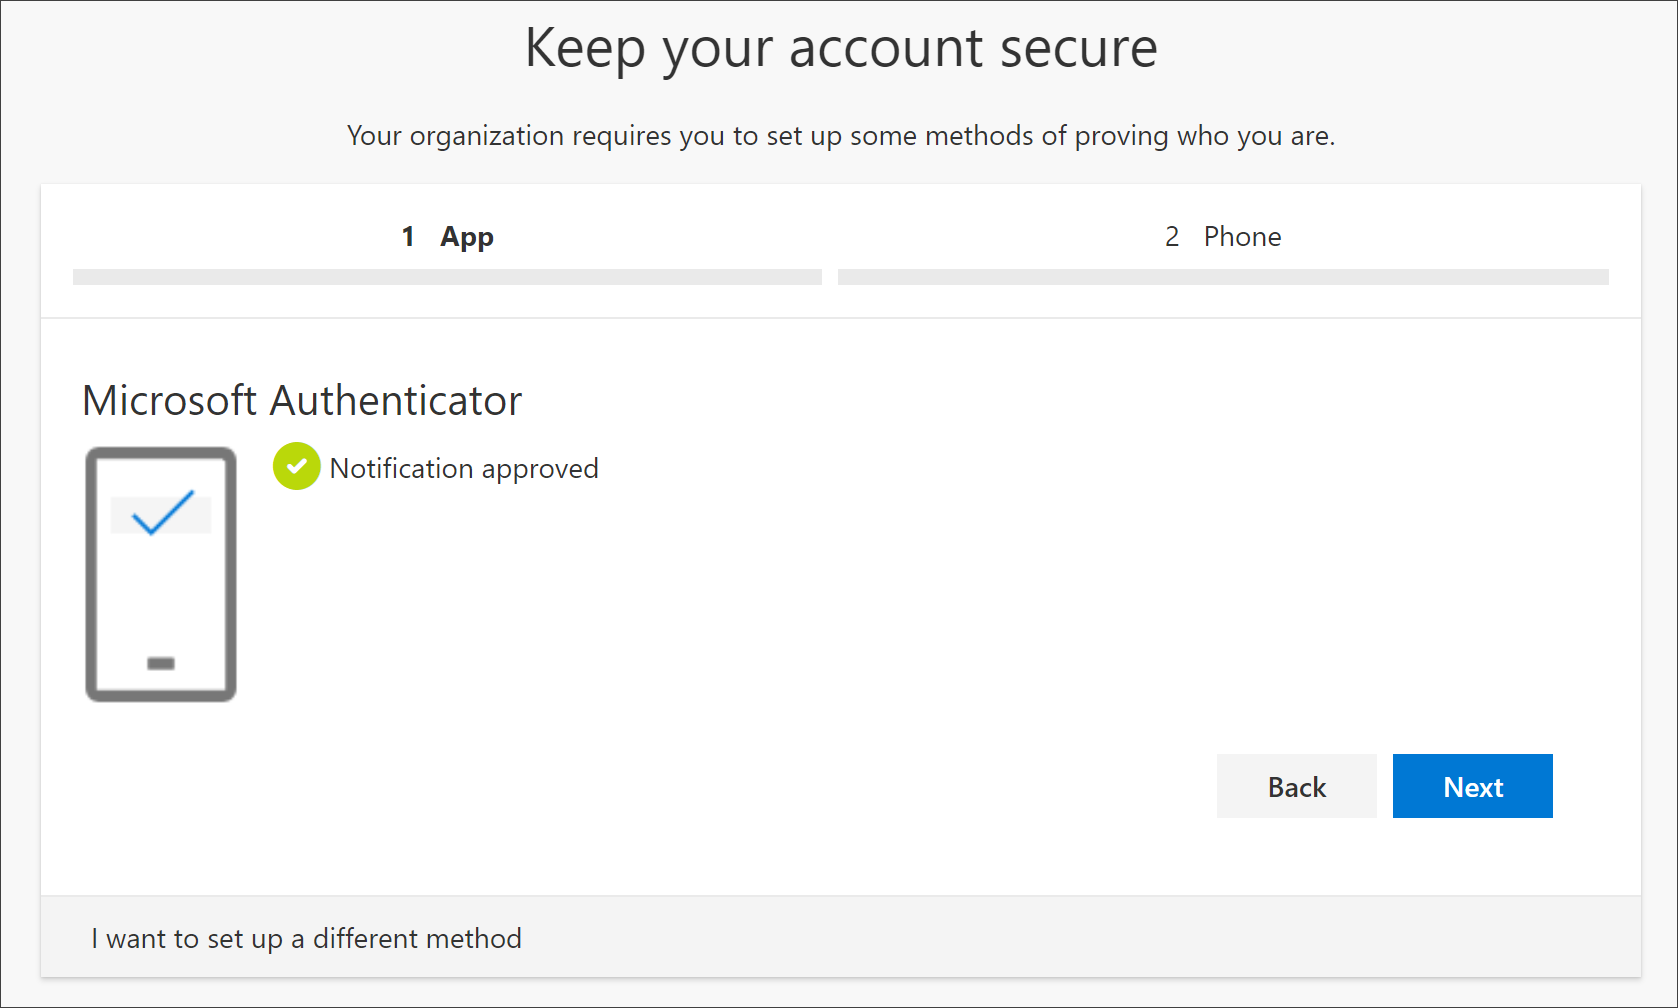 Keep your account secure
Your organization requires you to set up some methods of proving who you are.
1 App
2 Phone
Microsoft Authenticator
Notification approved
Back
Next
I want to set up a different method